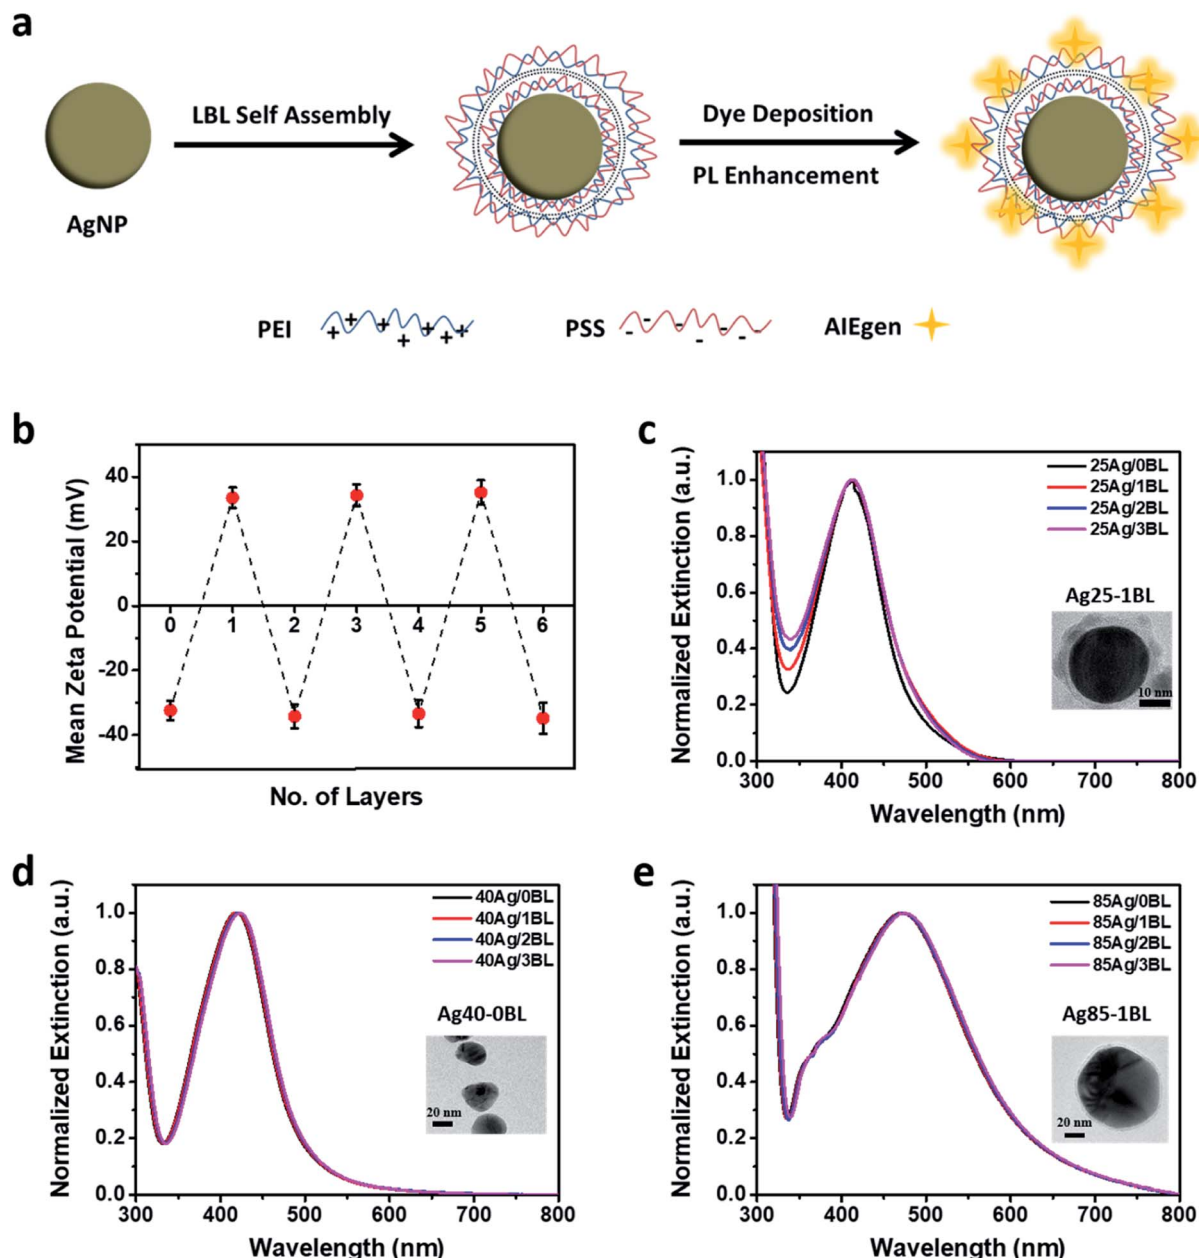 a
LBL Self Assembly
Dye Deposition
PL Enhancement
AgNP
PEI
+ + + + + + +
PSS
- - - - - - -
AIEgen
b
Mean Zeta Potential (mV)
40
20
0
-20
-40
0 1 2 3 4 5 6
No. of Layers
c
Normalized Extinction (a.u.)
1.0
0.8
0.6
0.4
0.2
0.0
25Ag/0BL
25Ag/1BL
25Ag/2BL
25Ag/3BL
Ag25-1BL
10 nm
300 400 500 600 700 800
Wavelength (nm)
d
Normalized Extinction (a.u.)
1.0
0.8
0.6
0.4
0.2
0.0
40Ag/0BL
40Ag/1BL
40Ag/2BL
40Ag/3BL
Ag40-0BL
20 nm
300 400 500 600 700 800
Wavelength (nm)
e
Normalized Extinction (a.u.)
1.0
0.8
0.6
0.4
0.2
0.0
85Ag/0BL
85Ag/1BL
85Ag/2BL
85Ag/3BL
Ag85-1BL
20 nm
300 400 500 600 700 800
Wavelength (nm)